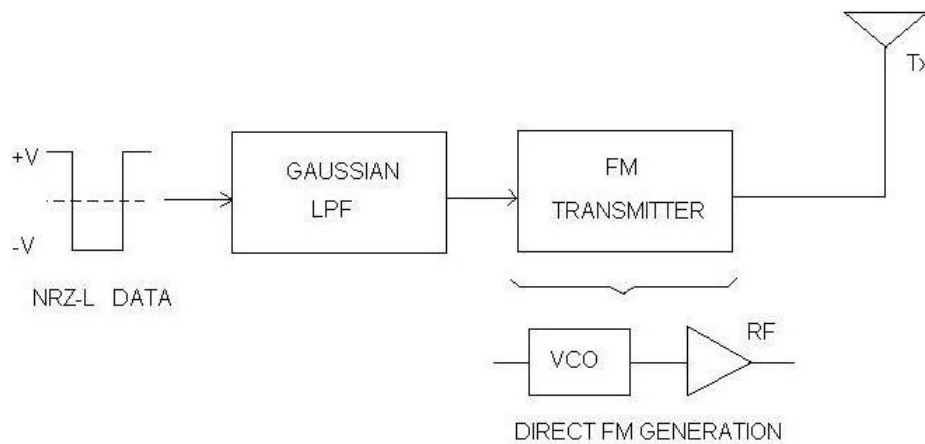 Tx
+V
-V
NRZ-L DATA
GAUSSIAN
LPF
FM
TRANSMITTER
VCO
RF
DIRECT FM GENERATION